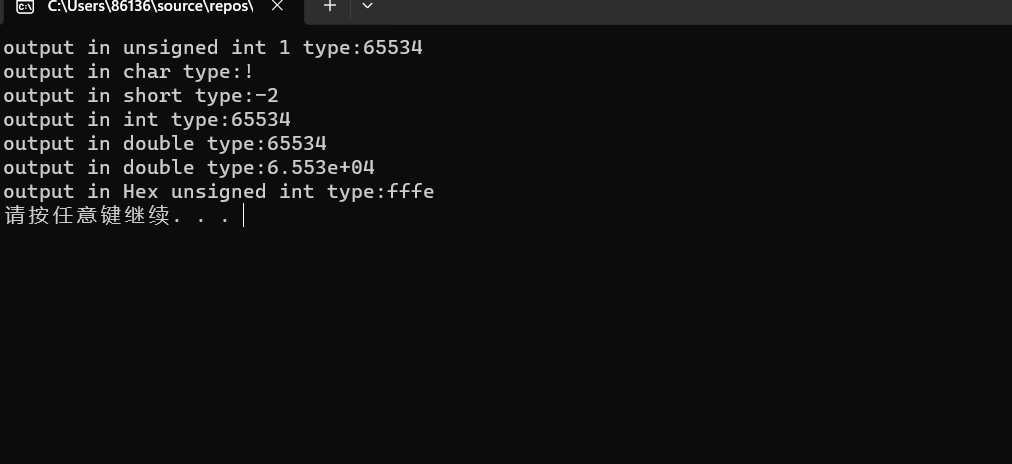 C:\Users\86136\source\repos\
output in unsigned int 1 type:65534
output in char type:!
output in short type:-2
output in int type:65534
output in double type:65534
output in double type:6.553e+04
output in Hex unsigned int type:fffe
请按任意键继续. . .